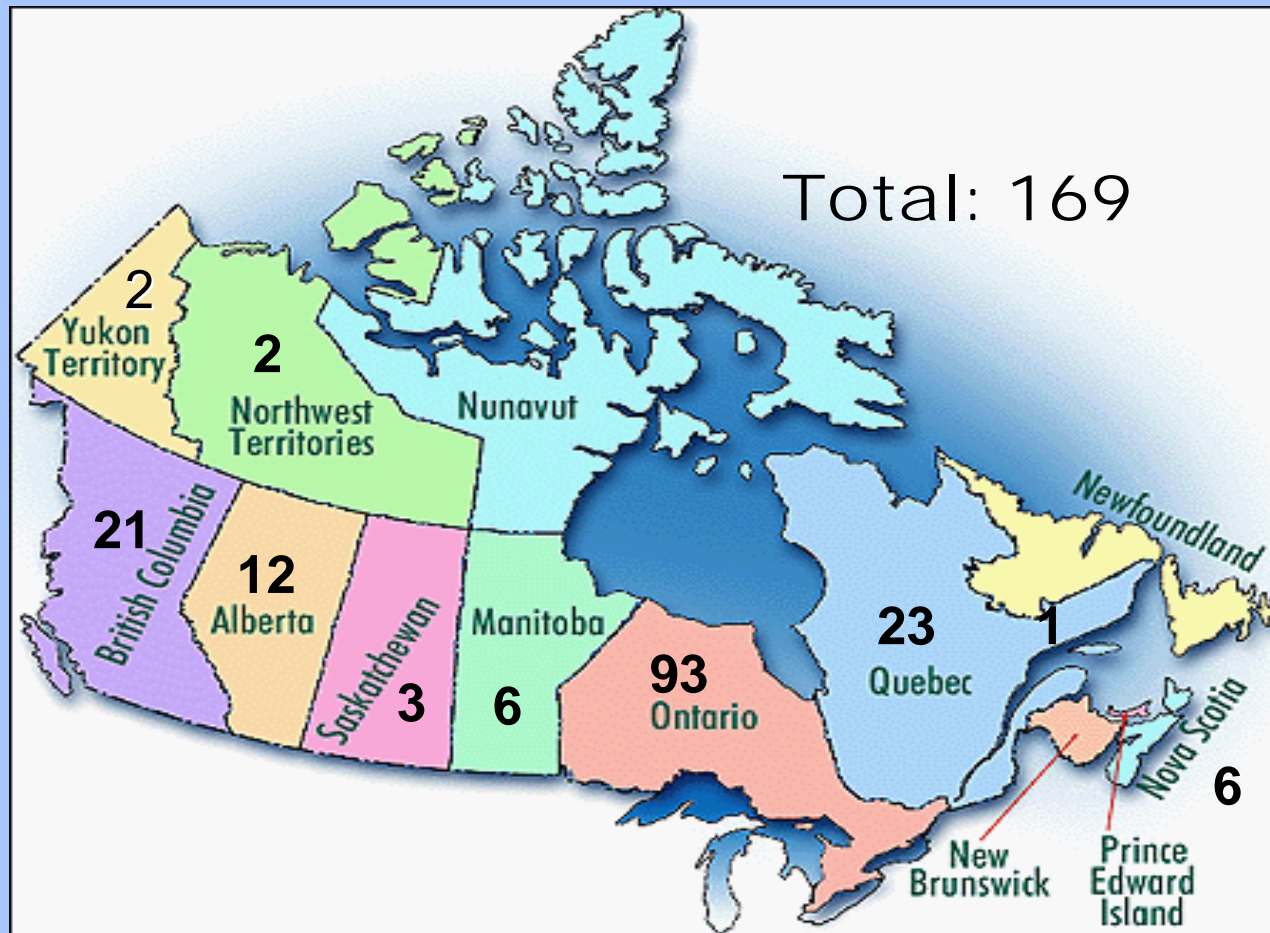 Total: 169
2
Yukon
Territory
2
Northwest
Territories
Nunavut
21
British Columbia
12
Alberta
Saskatchewan
3
Manitoba
6
93
Ontario
23
Quebec
1
Newfoundland
Nova Scotia
6
New
Brunswick
Prince
Edward
Island